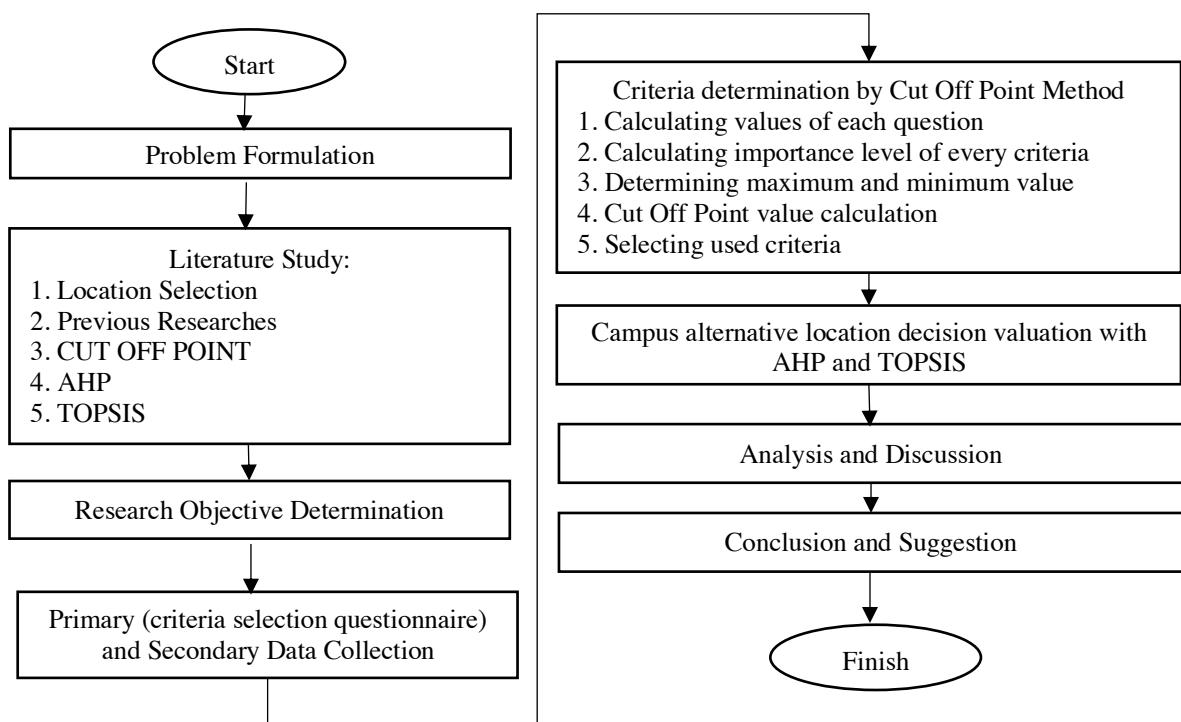 Start
Problem Formulation
Literature Study:
1. Location Selection
2. Previous Researches
3. CUT OFF POINT
4. AHP
5. TOPSIS
Research Objective Determination
Primary (criteria selection questionnaire)
and Secondary Data Collection
Criteria determination by Cut Off Point Method
1. Calculating values of each question
2. Calculating importance level of every criteria
3. Determining maximum and minimum value
4. Cut Off Point value calculation
5. Selecting used criteria
Campus alternative location decision valuation with
AHP and TOPSIS
Analysis and Discussion
Conclusion and Suggestion
Finish